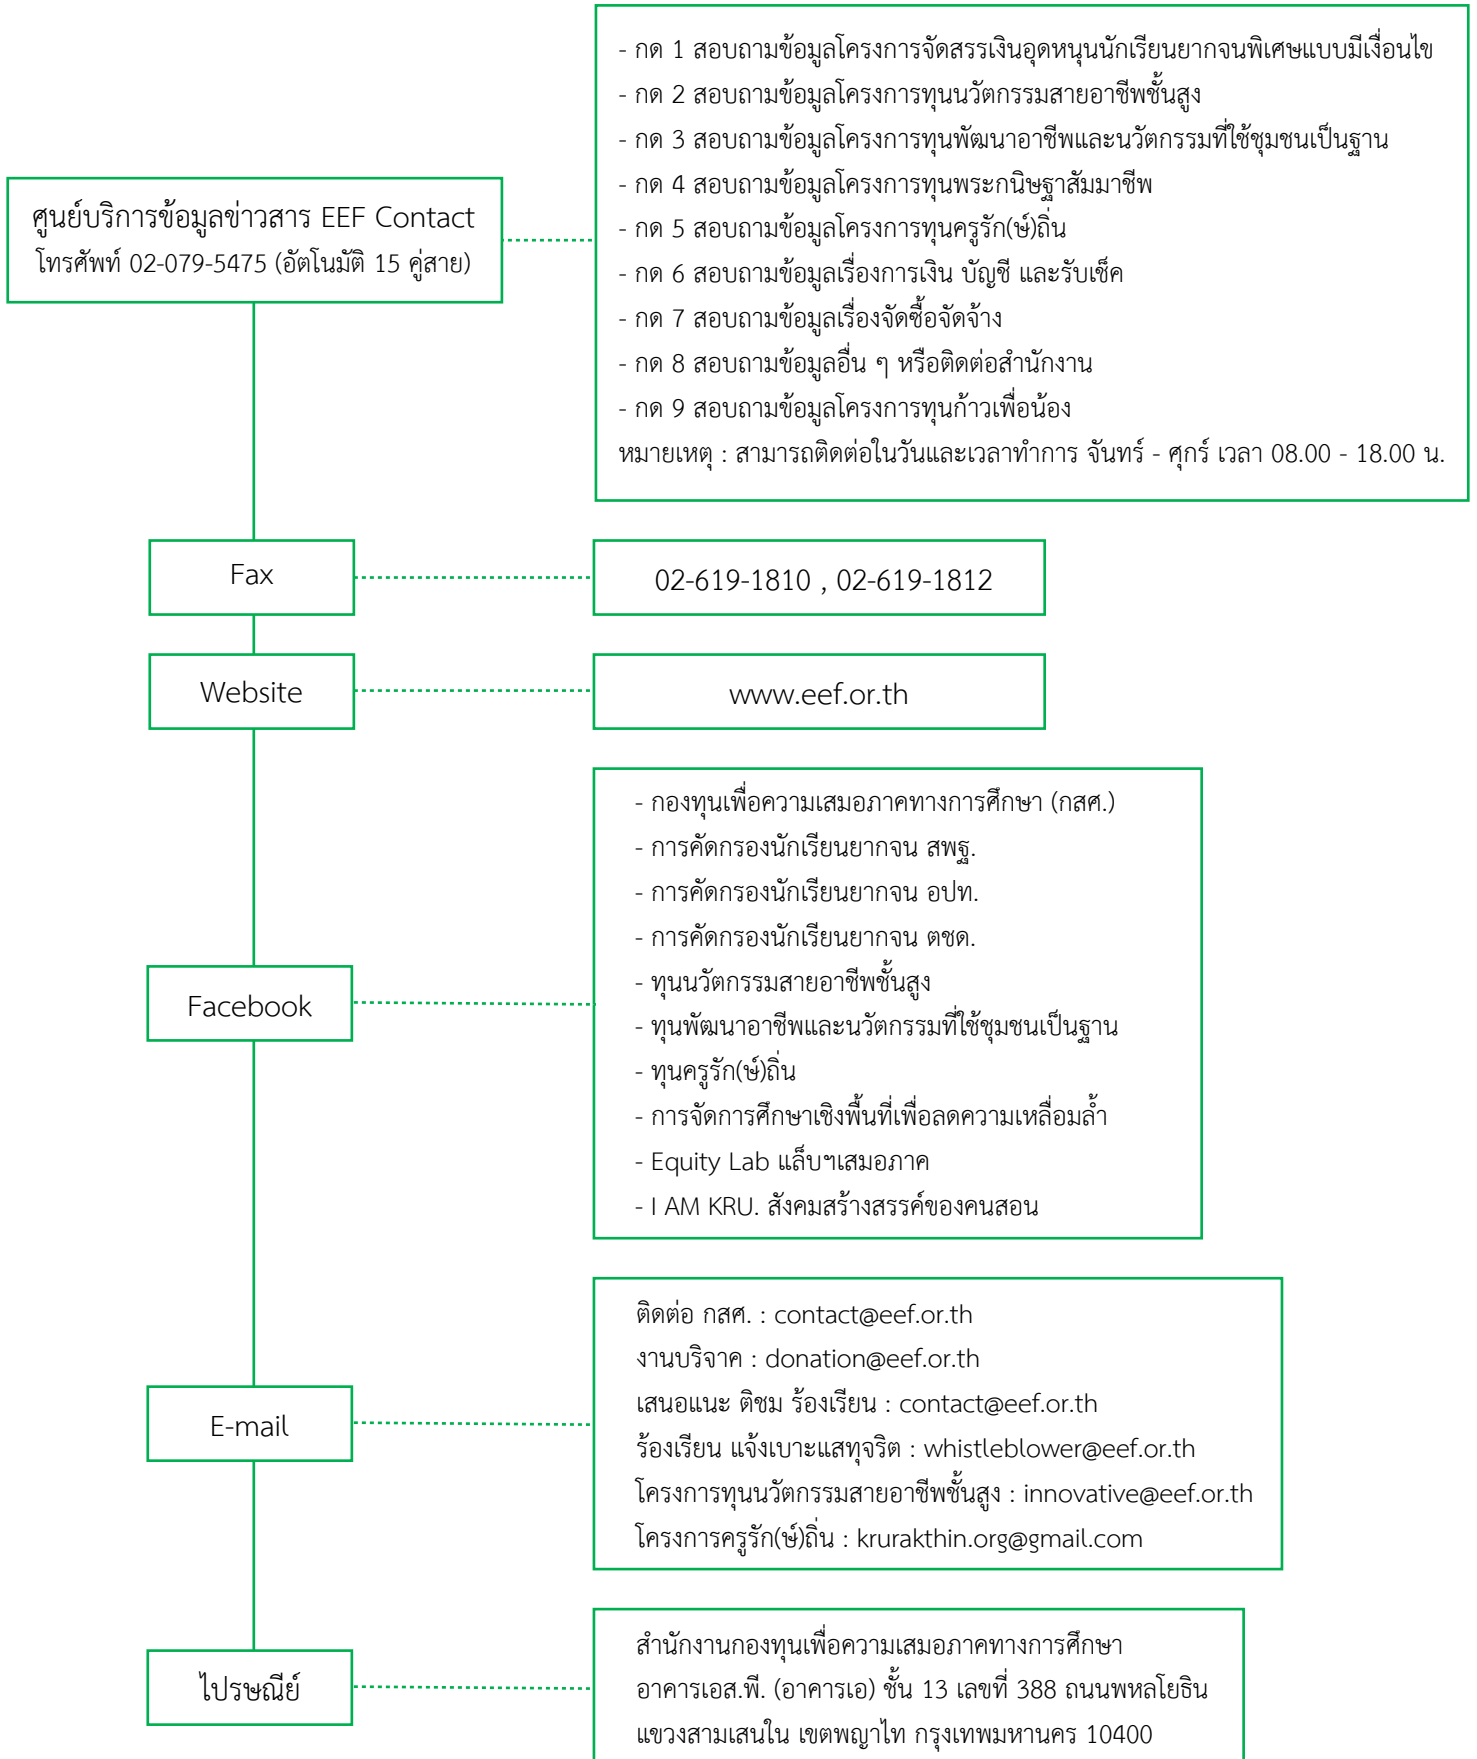 ศูนย์บริการข้อมูลข่าวสาร EEF Contact
โทรศัพท์ 02-079-5475 (อัตโนมัติ 15 คู่สาย)
- กด 1 สอบถามข้อมูลโครงการจัดสรรเงินอุดหนุนนักเรียนยากจนพิเศษแบบมีเงื่อนไข
- กด 2 สอบถามข้อมูลโครงการทุนนวัตกรรมสายอาชีพชั้นสูง
- กด 3 สอบถามข้อมูลโครงการทุนพัฒนาอาชีพและนวัตกรรมที่ใช้ชุมชนเป็นฐาน
- กด 4 สอบถามข้อมูลโครงการทุนพระกนิษฐาสัมมาชีพ
- กด 5 สอบถามข้อมูลโครงการทุนครูรัก(ษ์)ถิ่น
- กด 6 สอบถามข้อมูลเรื่องการเงิน บัญชี และรับเช็ค
- กด 7 สอบถามข้อมูลเรื่องจัดซื้อจัดจ้าง
- กด 8 สอบถามข้อมูลอื่น ๆ หรือติดต่อสำนักงาน
- กด 9 สอบถามข้อมูลโครงการทุนก้าวเพื่อน้อง
หมายเหตุ : สามารถติดต่อในวันและเวลาทำการ จันทร์ - ศุกร์ เวลา 08.00 - 18.00 น.
Fax
02-619-1810 , 02-619-1812
Website
www.eef.or.th
Facebook
- กองทุนเพื่อความเสมอภาคทางการศึกษา (กสศ.)
- การคัดกรองนักเรียนยากจน สพฐ.
- การคัดกรองนักเรียนยากจน อปท.
- การคัดกรองนักเรียนยากจน ตชด.
- ทุนนวัตกรรมสายอาชีพชั้นสูง
- ทุนพัฒนาอาชีพและนวัตกรรมที่ใช้ชุมชนเป็นฐาน
- ทุนครูรัก(ษ์)ถิ่น
- การจัดการศึกษาเชิงพื้นที่เพื่อลดความเหลื่อมล้ำ
- Equity Lab แล็บฯเสมอภาค
- I AM KRU. สังคมสร้างสรรค์ของคนสอน
E-mail
ติดต่อ กสศ. : contact@eef.or.th
งานบริจาค : donation@eef.or.th
เสนอแนะ ติชม ร้องเรียน : contact@eef.or.th
ร้องเรียน แจ้งเบาะแสทุจริต : whistleblower@eef.or.th
โครงการทุนนวัตกรรมสายอาชีพชั้นสูง : innovative@eef.or.th
โครงการครูรัก(ษ์)ถิ่น : krurakthin.org@gmail.com
ไปรษณีย์
สำนักงานกองทุนเพื่อความเสมอภาคทางการศึกษา
อาคารเอส.พี. (อาคารเอ) ชั้น 13 เลขที่ 388 ถนนพหลโยธิน
แขวงสามเสนใน เขตพญาไท กรุงเทพมหานคร 10400